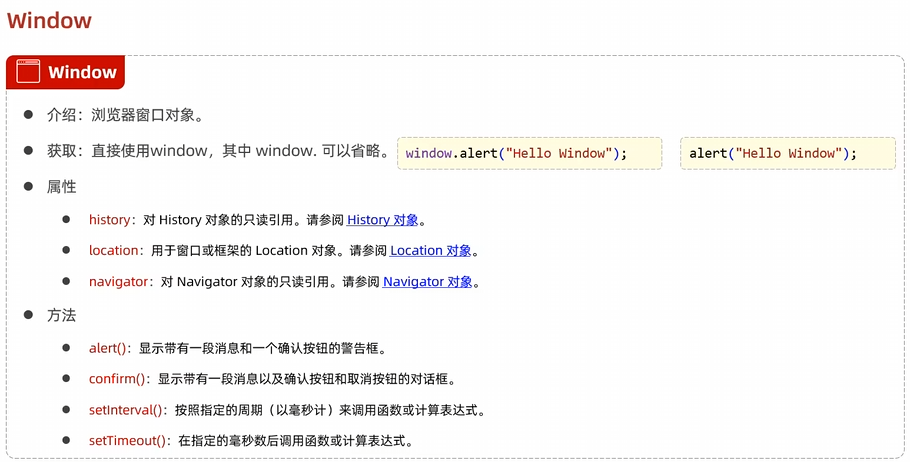 Window
Window
介绍：浏览器窗口对象。
获取：直接使用window，其中 window. 可以省略。 window.alert("Hello Window"); alert("Hello Window");
属性
history：对 History 对象的只读引用。请参阅 History 对象。
location：用于窗口或框架的 Location 对象。请参阅 Location 对象。
navigator：对 Navigator 对象的只读引用。请参阅 Navigator 对象。
方法
alert()：显示带有一段消息和一个确认按钮的警告框。
confirm()：显示带有一段消息以及确认按钮和取消按钮的对话框。
setInterval()：按照指定的周期（以毫秒计）来调用函数或计算表达式。
setTimeout()：在指定的毫秒数后调用函数或计算表达式。